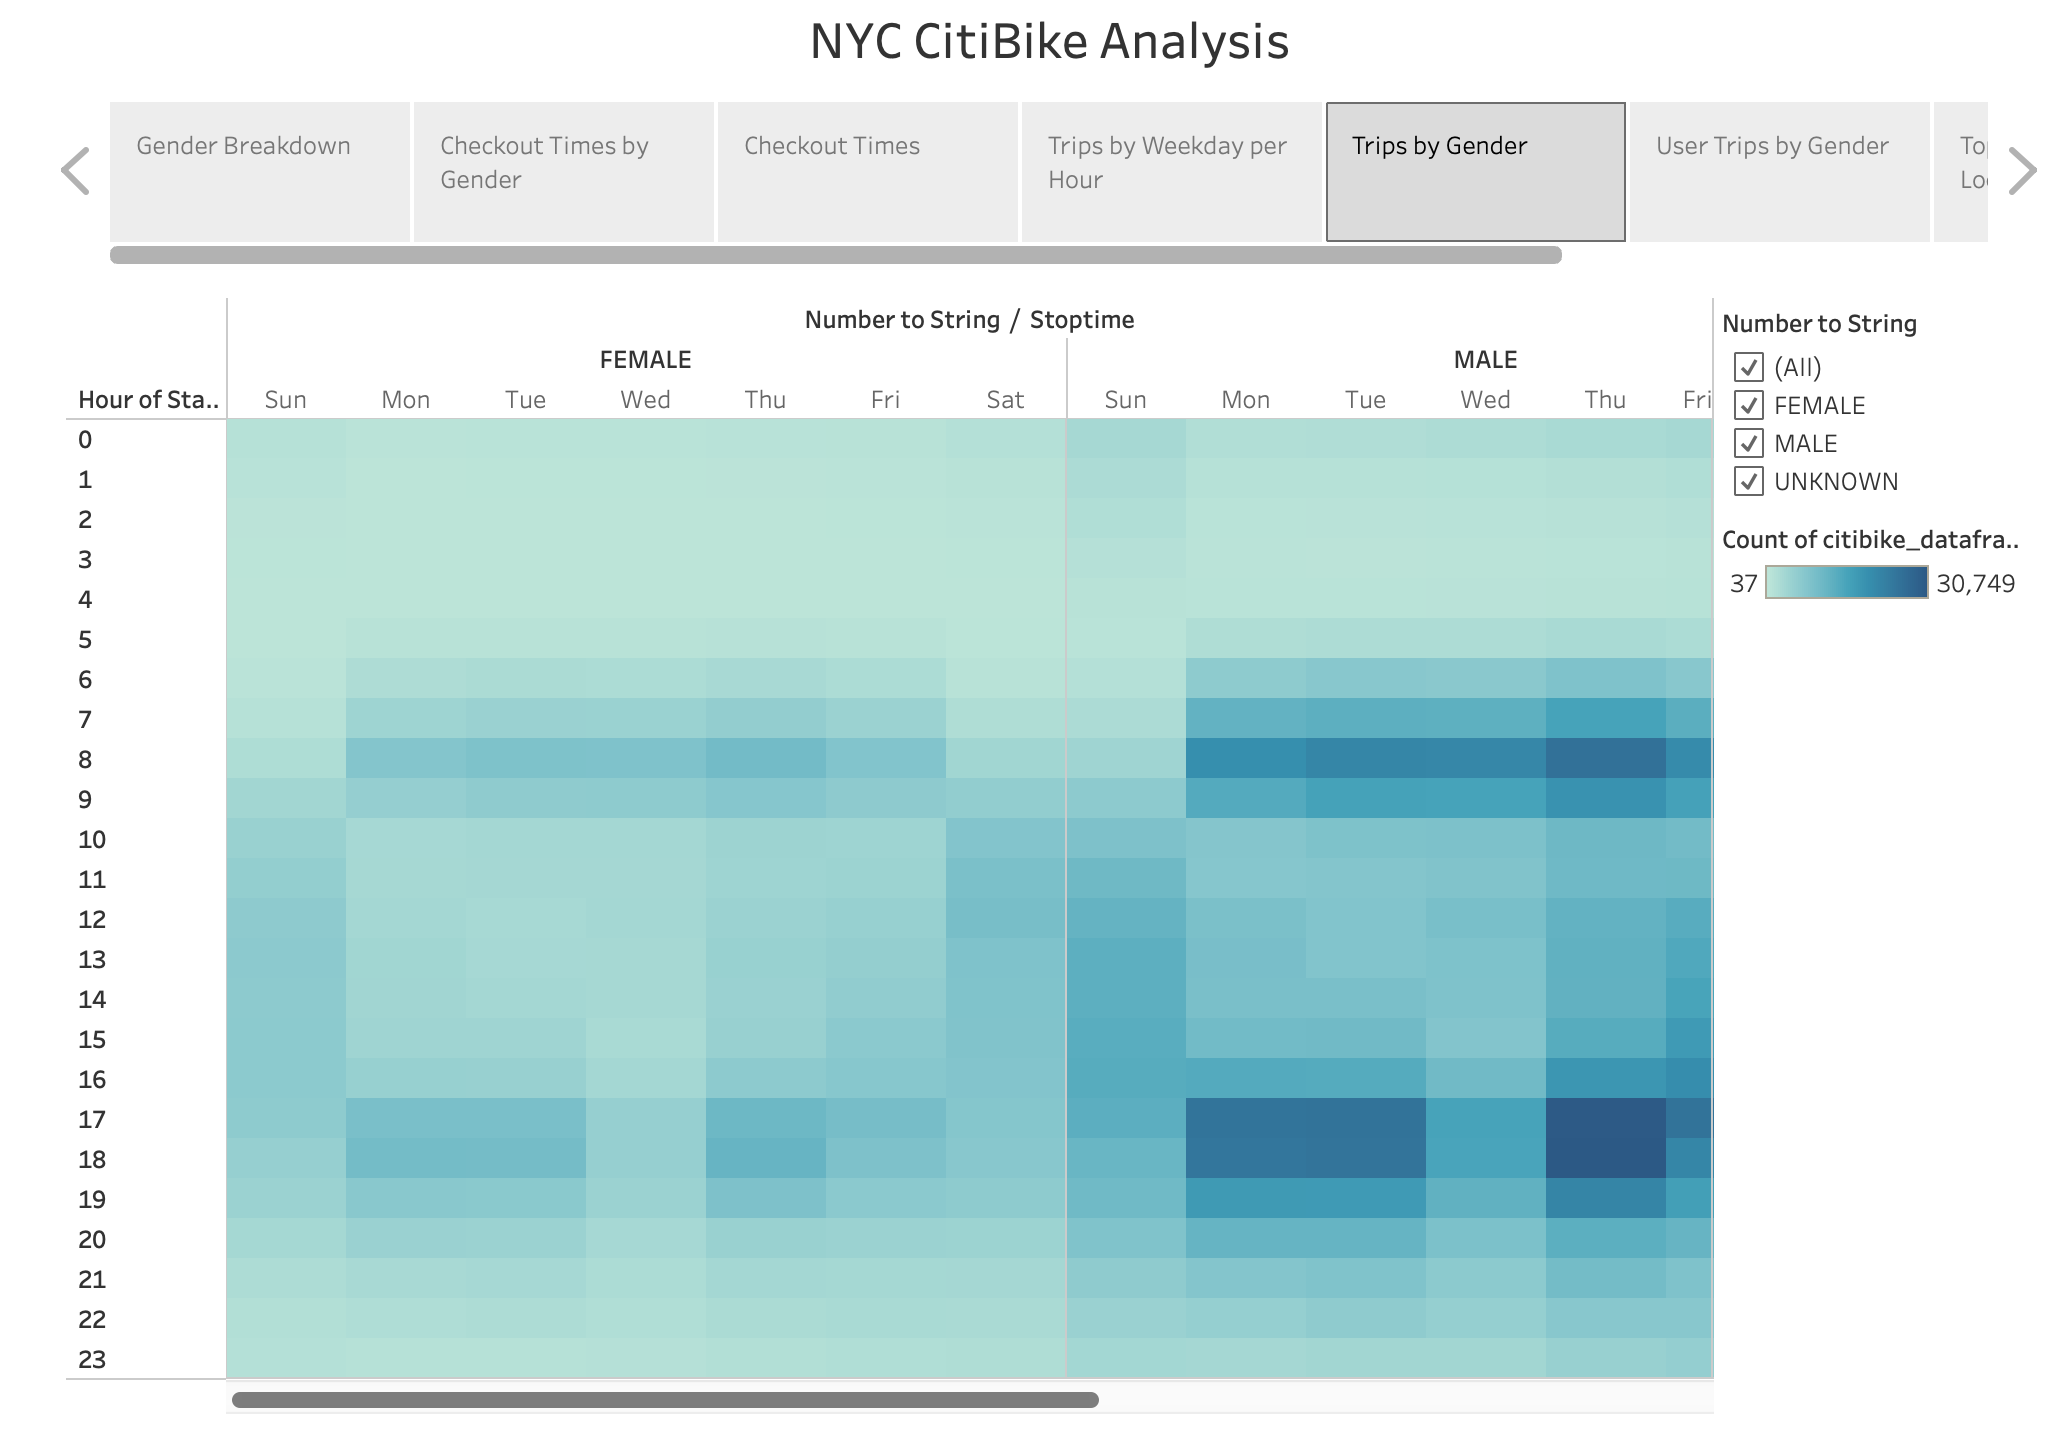 NYC CitiBike Analysis
Gender Breakdown
Checkout Times by
Gender
Checkout Times
Trips by Weekday per
Hour
Trips by Gender
User Trips by Gender
Number to String / Stoptime
FEMALE
MALE
Hour of Sta..
Sun Mon Tue Wed Thu Fri Sat Sun Mon Tue Wed Thu Fri
0
1
2
3
4
5
6
7
8
9
10
11
12
13
14
15
16
17
18
19
20
21
22
23
Number to String
(All)
FEMALE
MALE
UNKNOWN
Count of citibike_datafra..
37 30,749